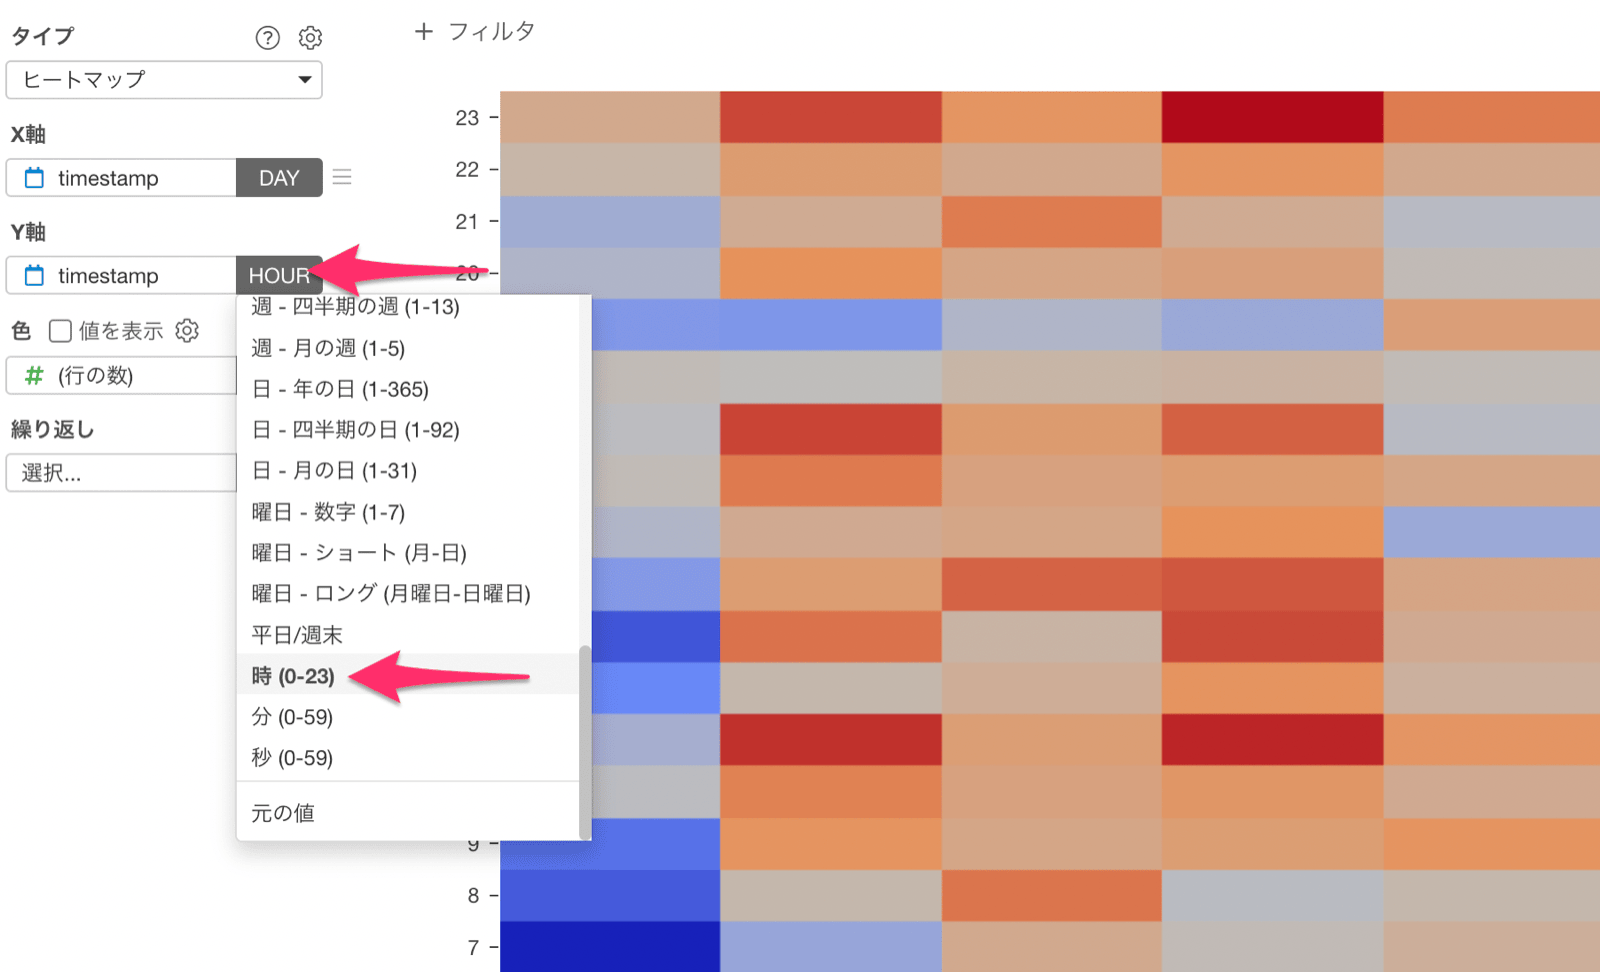 タイプ
ヒートマップ
X軸
timestamp DAY
Y軸
timestamp HOUR
色 値を表示
# (行の数)
繰り返し
選択...
週 - 四半期の週 (1-13)
週 - 月の週 (1-5)
日 - 年の日 (1-365)
日 - 四半期の日 (1-92)
日 - 月の日 (1-31)
曜日 - 数字 (1-7)
曜日 - ショート (月-日)
曜日 - ロング (月曜日-日曜日)
平日/週末
時 (0-23)
分 (0-59)
秒 (0-59)
元の値
+ フィルタ
23
22
21
20
9
8
7